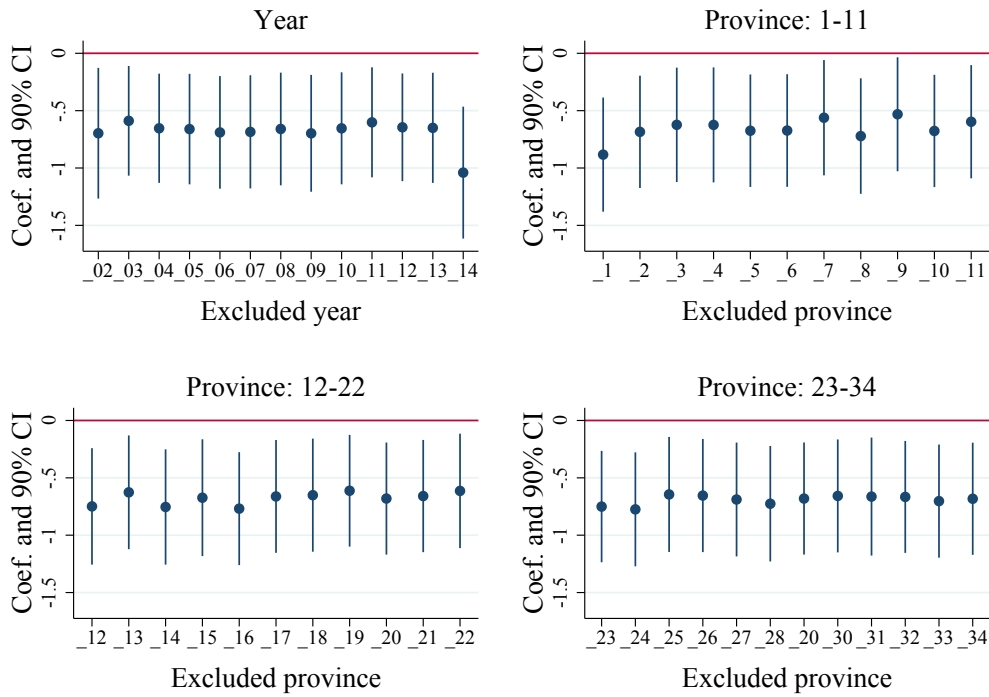 Year
Coef. and 90% CI
0
-.5
-1
-1.5
_02 _03 _04 _05 _06 _07 _08 _09 _10 _11 _12 _13 _14
Excluded year
Province: 1-11
Coef. and 90% CI
0
-.5
-1
-1.5
_1 _2 _3 _4 _5 _6 _7 _8 _9 _10 _11
Excluded province
Province: 12-22
Coef. and 90% CI
0
-.5
-1
-1.5
_12 _13 _14 _15 _16 _17 _18 _19 _20 _21 _22
Excluded province
Province: 23-34
Coef. and 90% CI
0
-.5
-1
-1.5
_23 _24 _25 _26 _27 _28 _20 _30 _31 _32 _33 _34
Excluded province